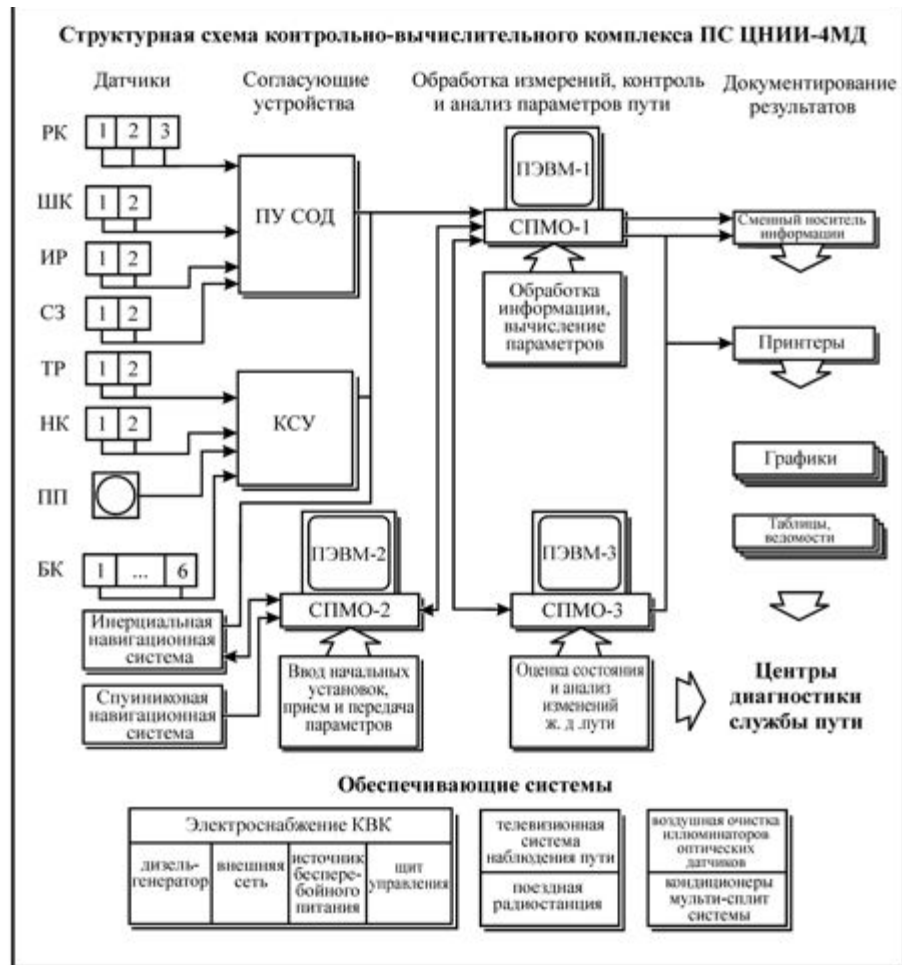 Структурная схема контрольно-вычислительного комплекса ПС ЦНИИ-4МД
Датчики
Согласующие
устройства
Обработка измерений, контроль
и анализ параметров пути
Документирование
результатов
РК
1 2 3
ШК
1 2
ИР
1 2
СЗ
1 2
ТР
1 2
НК
1 2
ПП
БК
1 ... 6
ПУ СОД
КСУ
ПЭВМ-1
СПМО-1
Обработка
информации,
вычисление
параметров
Сменный носитель
информации
Принтеры
Графики
Таблицы,
ведомости
Инерциальная
навигационная
система
Спуиниковая
навигационная
система
ПЭВМ-2
СПМО-2
Ввод начальных
установок,
прием и передача
параметров
ПЭВМ-3
СПМО-3
Оценка состояния
и анализ
изменений
ж. д .пути
Центры
диагностики
службы пути
Обеспечивающие системы
Электроснабжение КВК
дизель-
генератор
внешняя
сеть
источник
беспере-
бойного
питания
щит
управления
телевизионная
система
наблюдения пути
поездная
радиостанция
воздушная очистка
иллюминаторов
оптических
датчиков
кондиционеры
мульти-сплит
системы